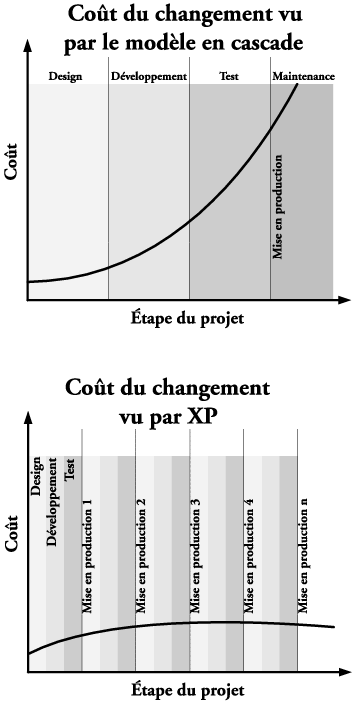 Coût du changement vu
par le modèle en cascade
Design
Développement
Test
Maintenance
Coût
Mise en production
Étape du projet
Coût du changement
vu par XP
Design
Développement
Test
Mise en production 1
Mise en production 2
Mise en production 3
Mise en production 4
Mise en production n
Coût
Étape du projet